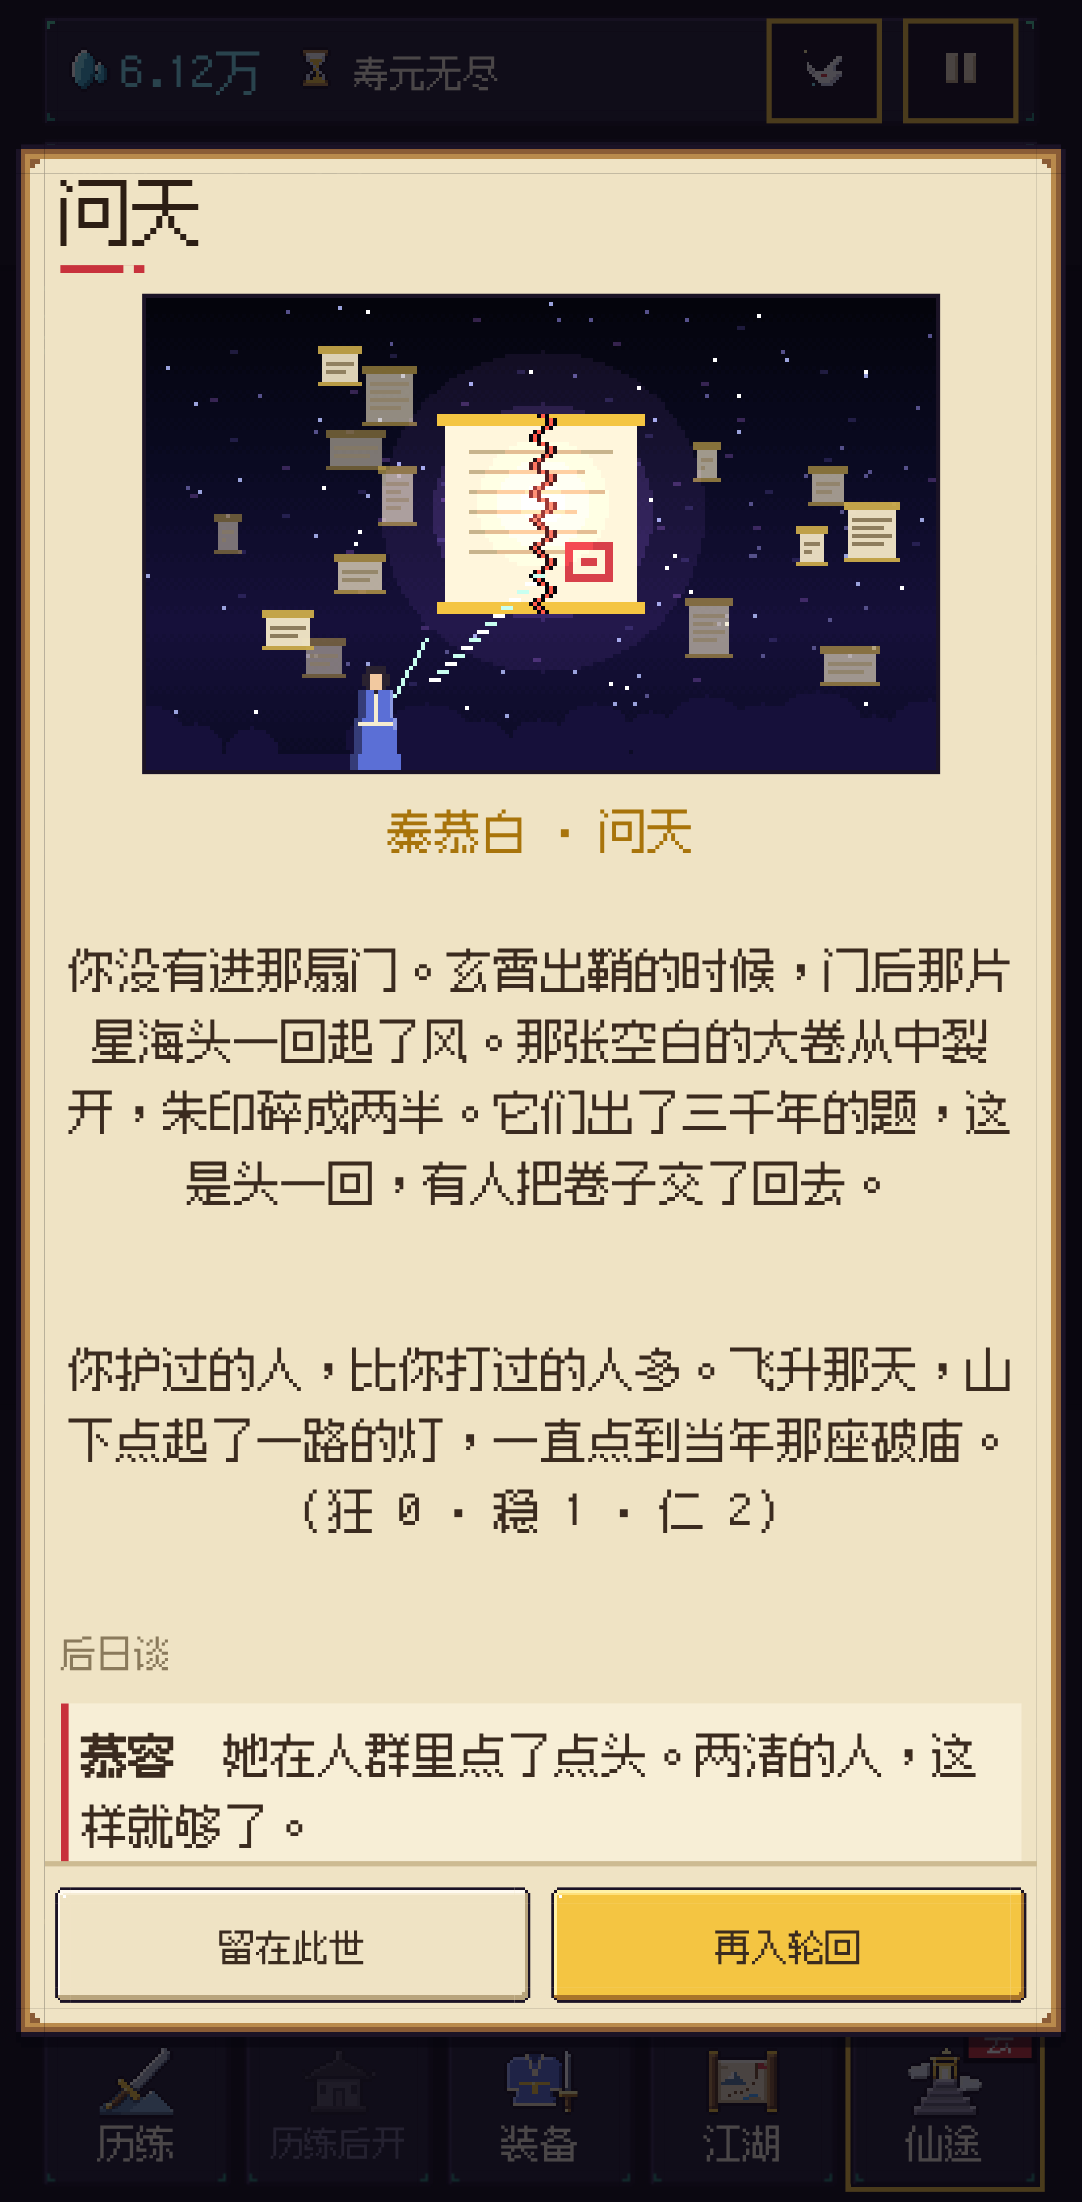 6.12万
寿元无尽
问天
秦慕白 · 问天
你没有进那扇门。玄霄出鞘的时候，门后那片
星海头一回起了风。那张空白的大卷从中裂
开，朱印碎成两半。它们出了三千年的题，这
是头一回，有人把卷子交了回去。
你护过的人，比你打过的人多。飞升那天，山
下点起了一路的灯，一直点到当年那座破庙。
(狂 0 · 稳 1 · 仁 2)
后日谈
慕容 她在人群里点了点头。两清的人，这
样就够了。
留在此世
再入轮回
历练
历练后开
装备
江湖
仙途